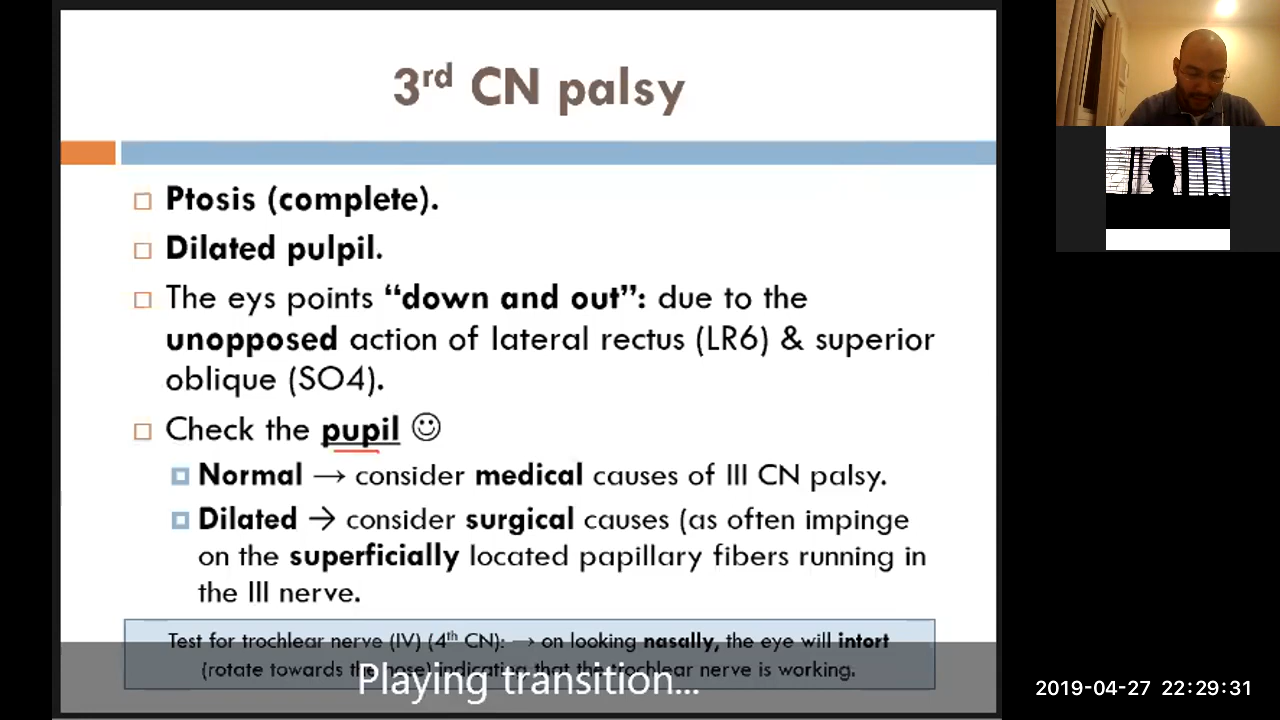 3rd CN palsy
Ptosis (complete).
Dilated pulpil.
The eys points “down and out”: due to the
unopposed action of lateral rectus (LR6) & superior
oblique (SO4).
Check the pupil ☺
Normal → consider medical causes of III CN palsy.
Dilated → consider surgical causes (as often impinge
on the superficially located papillary fibers running in
the III nerve.
Test for trochlear nerve (IV) (4th CN): → on looking nasally, the eye will intort
(rotate towards the nose) indicating that the trochlear nerve is working.
Playing transition...
2019-04-27 22:29:31